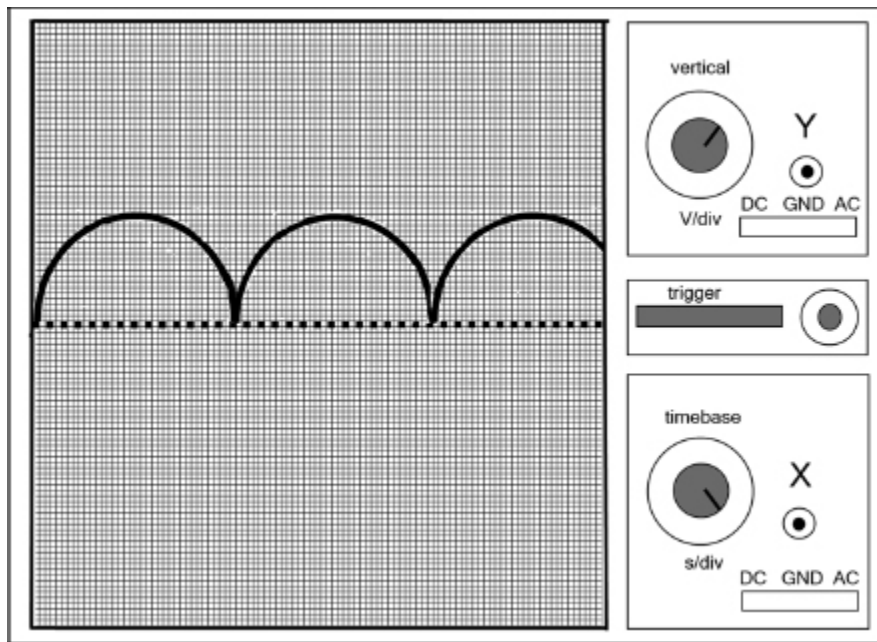 vertical
Y
V/div
DC GND AC
trigger
timebase
X
s/div
DC GND AC